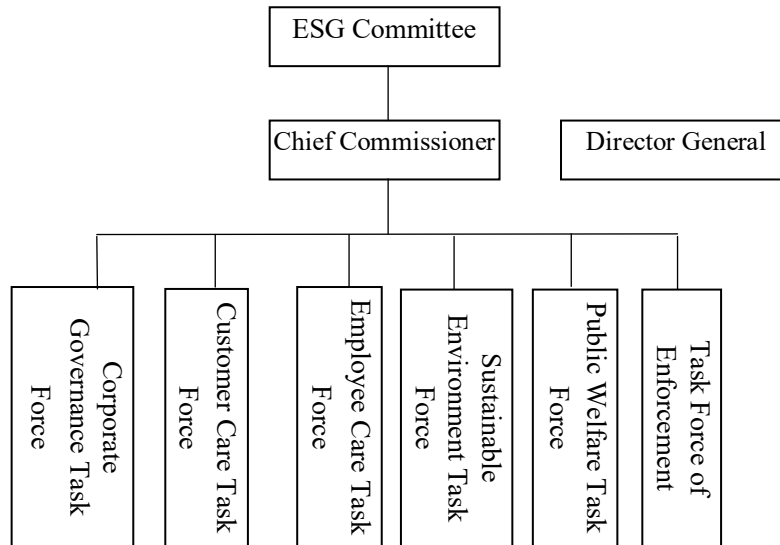 ESG Committee
Chief Commissioner
Director General
Corporate
Governance Task
Force
Customer Care Task
Force
Employee Care Task
Force
Sustainable
Environment Task
Force
Public Welfare Task
Force
Task Force of
Enforcement